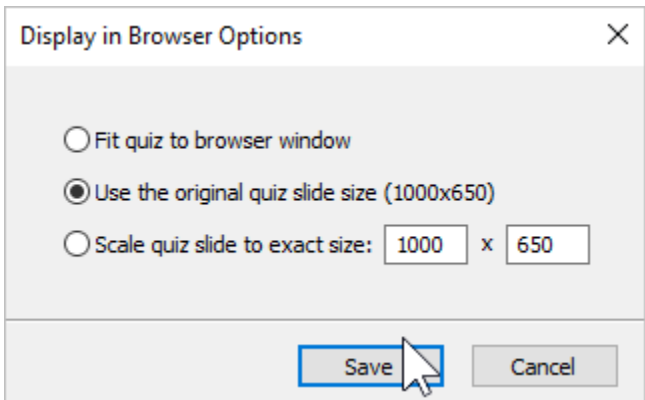 Display in Browser Options
Fit quiz to browser window
Use the original quiz slide size (1000x650)
Scale quiz slide to exact size: 1000 x 650
Save Cancel